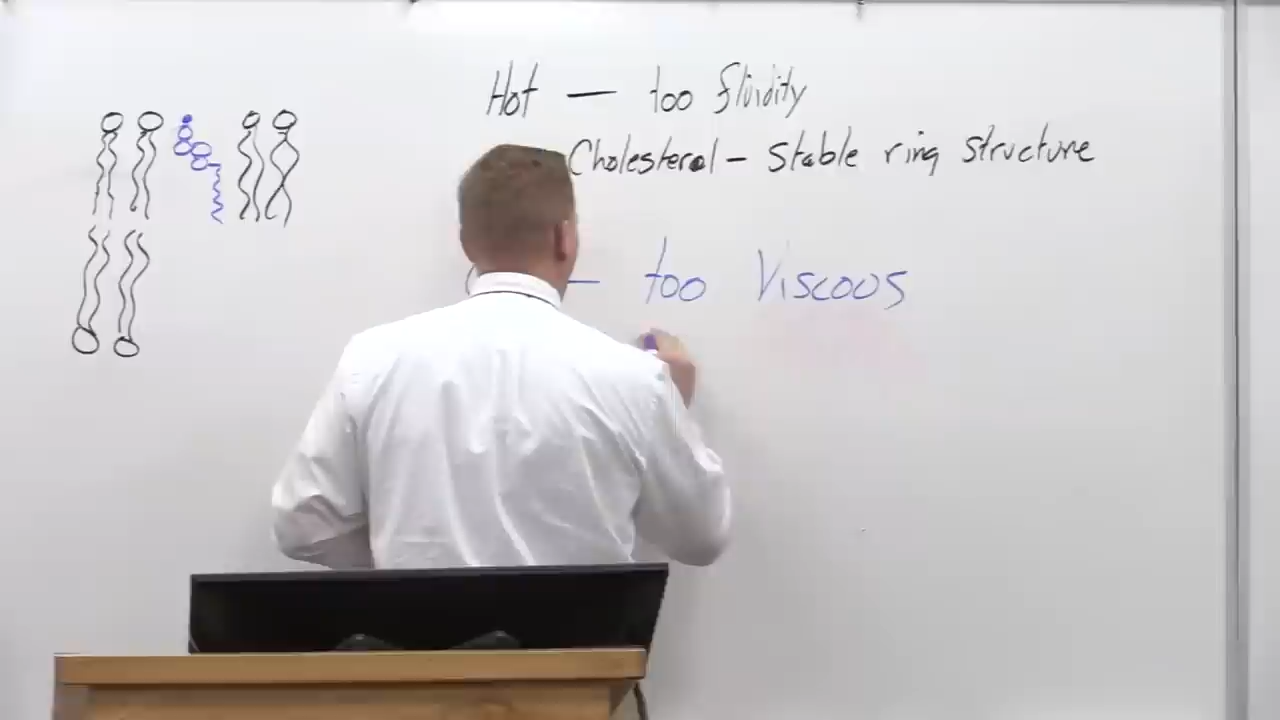 Hot — too fluidity
Cholesterol – Stable ring structure
– too Viscous